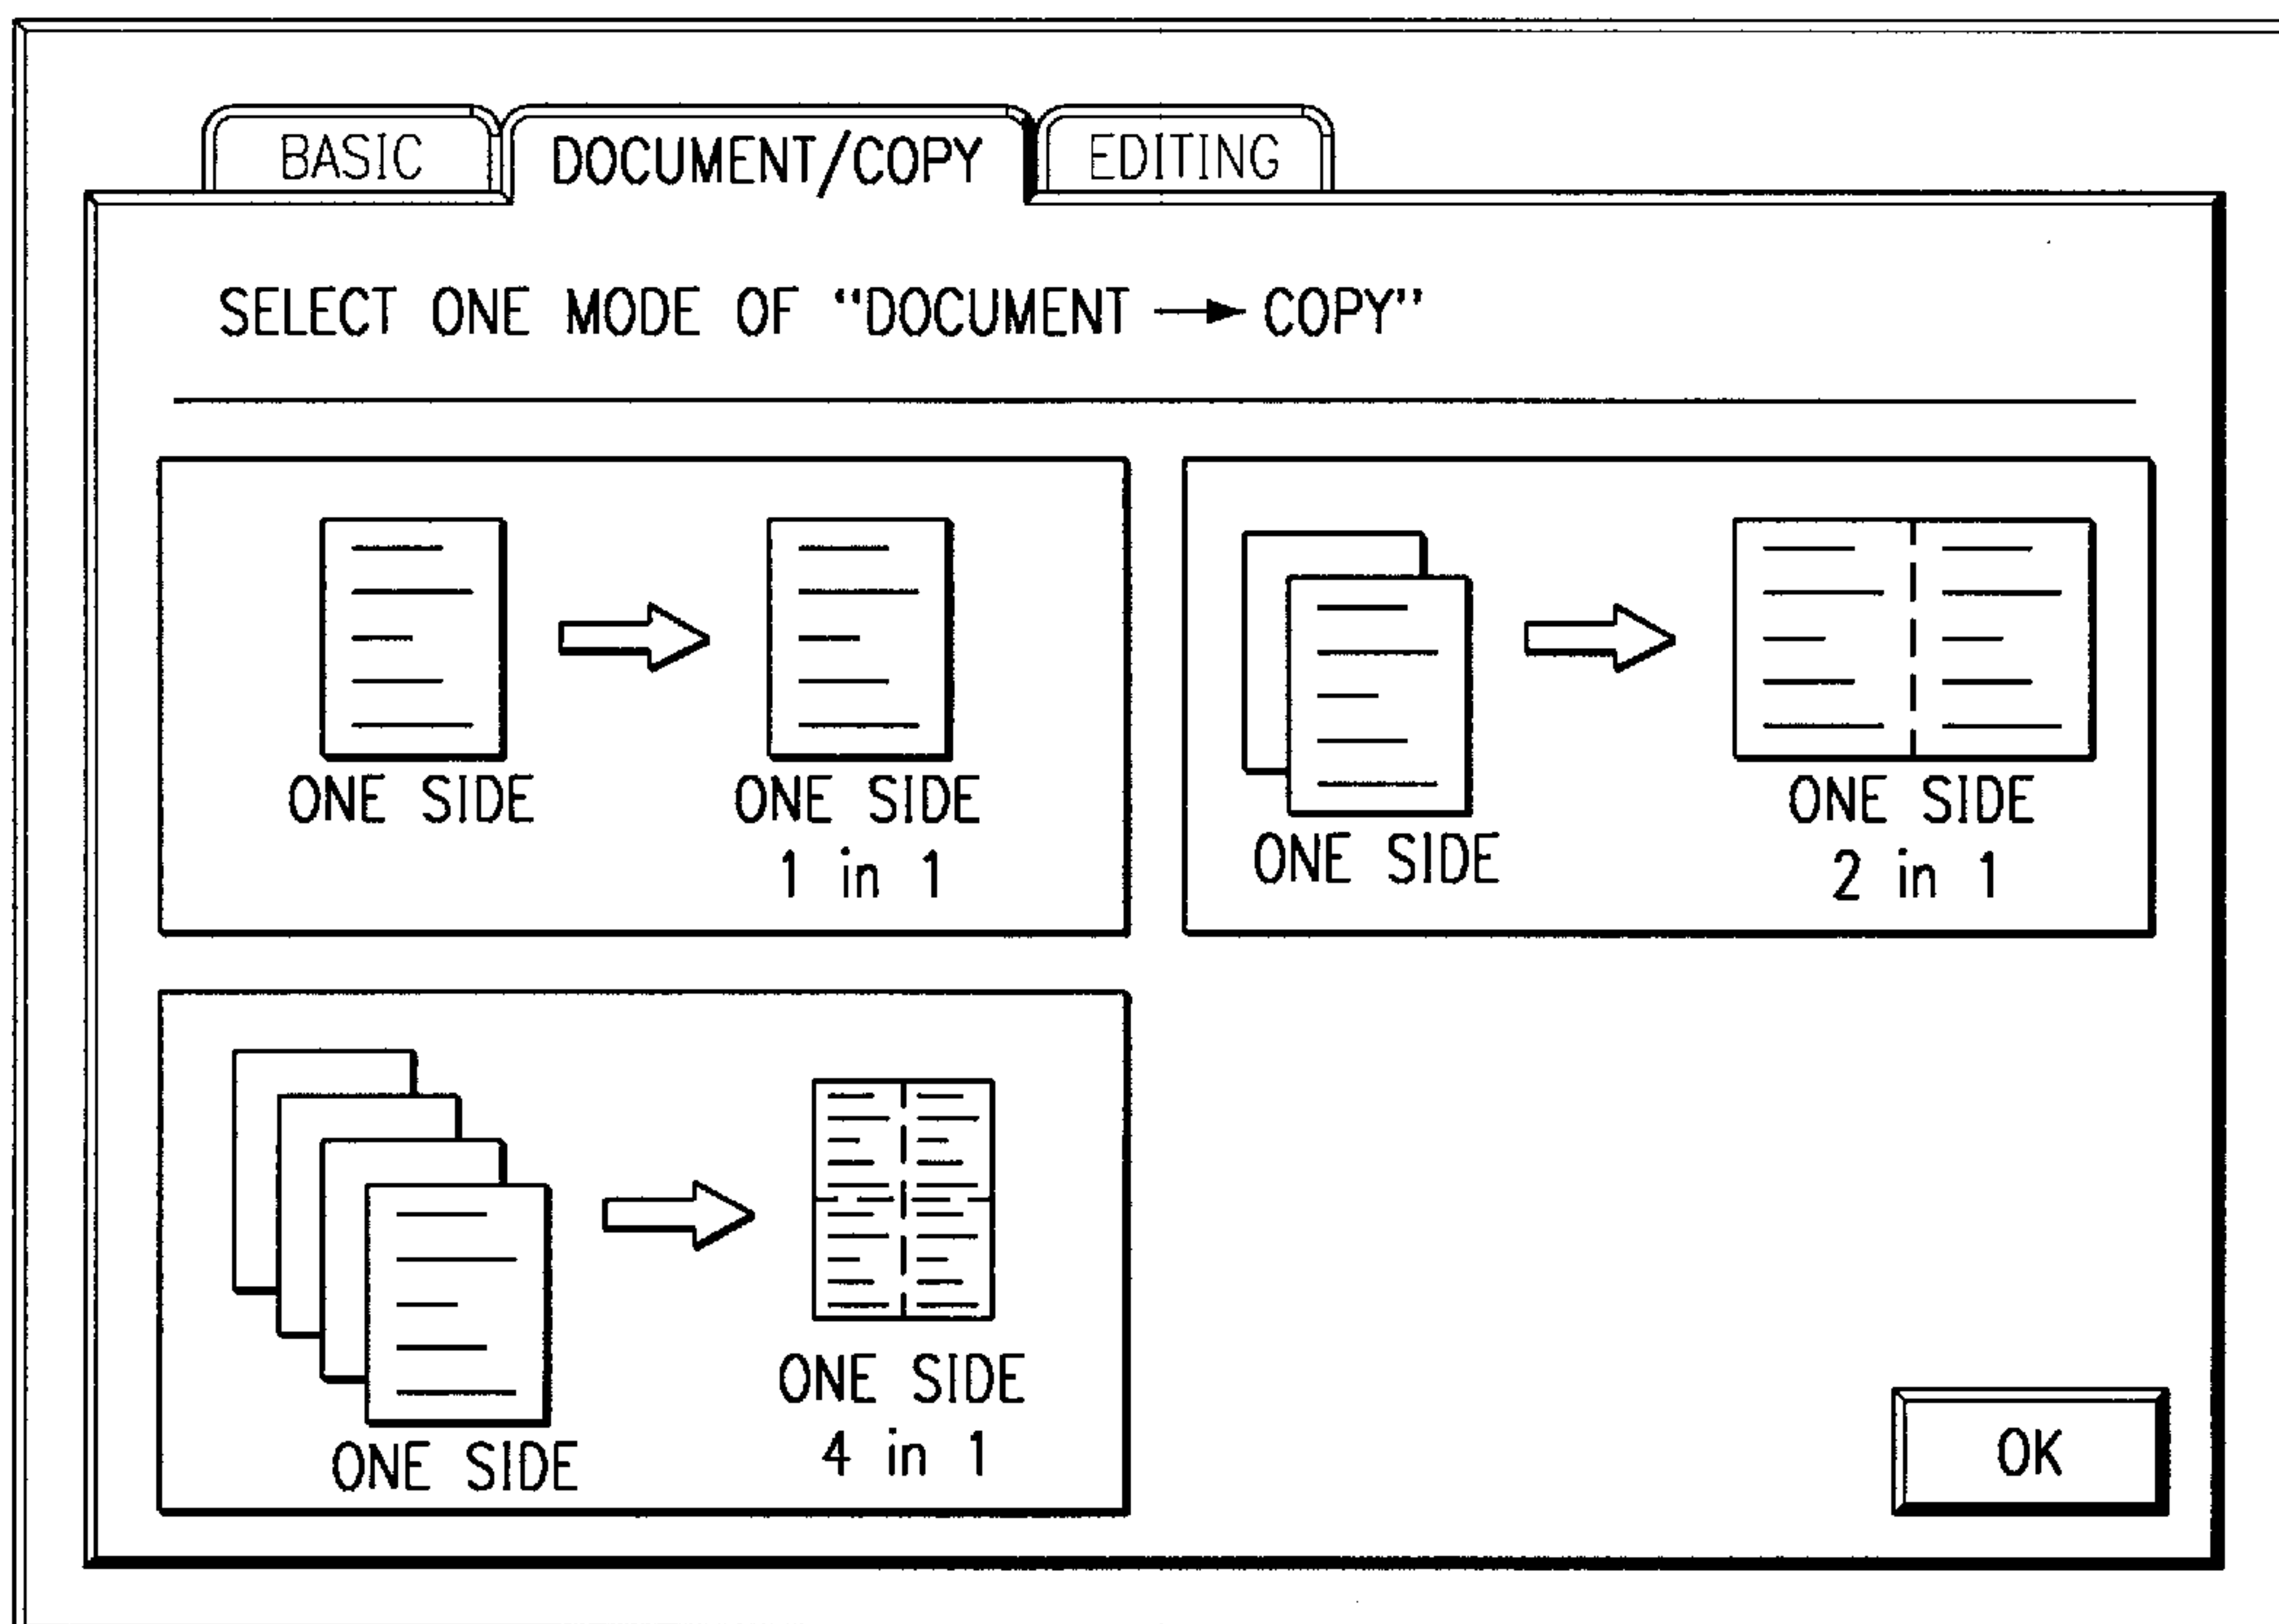 BASIC
DOCUMENT/COPY
EDITING
SELECT ONE MODE OF “DOCUMENT → COPY”
ONE SIDE
ONE SIDE
1 in 1
ONE SIDE
ONE SIDE
2 in 1
ONE SIDE
ONE SIDE
4 in 1
OK